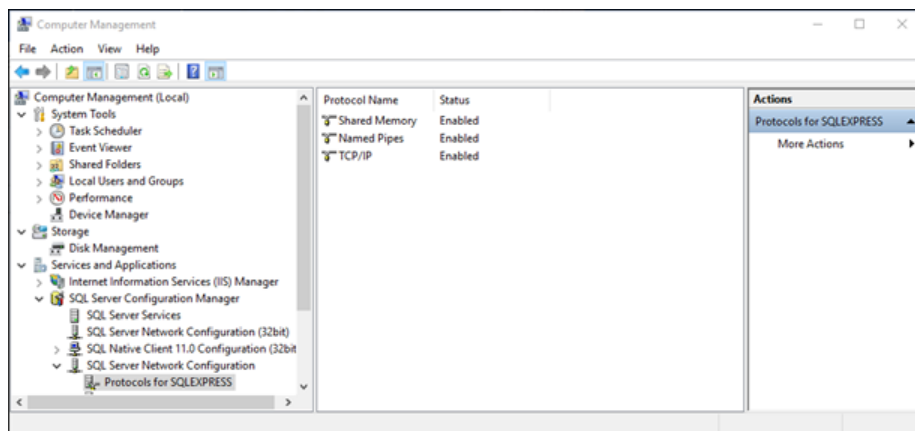 Computer Management
File Action View Help
Computer Management (Local)
System Tools
Task Scheduler
Event Viewer
Shared Folders
Local Users and Groups
Performance
Device Manager
Storage
Disk Management
Services and Applications
Internet Information Services (IIS) Manager
SQL Server Configuration Manager
SQL Server Services
SQL Server Network Configuration (32bit)
SQL Native Client 11.0 Configuration (32bit
SQL Server Network Configuration
Protocols for SQLEXPRESS
Protocol Name Status
Shared Memory Enabled
Named Pipes Enabled
TCP/IP Enabled
Actions
Protocols for SQLEXPRESS
More Actions